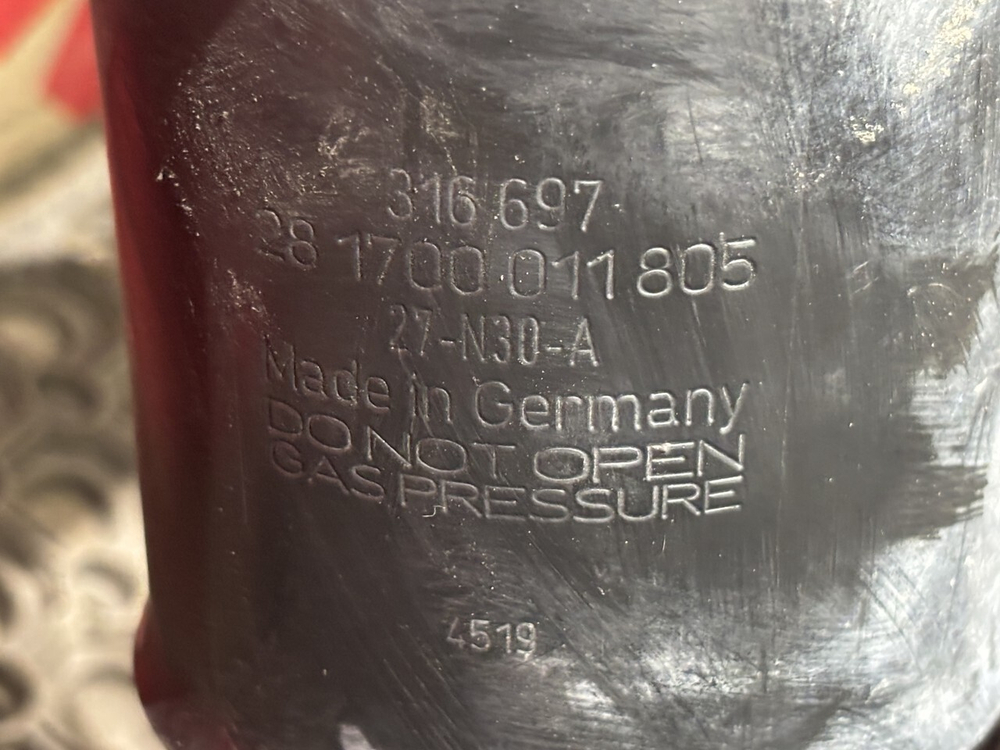 316 697
28 1700 011 805
27-N30-A
Made in Germany
DO NOT OPEN
GAS PRESSURE
4519